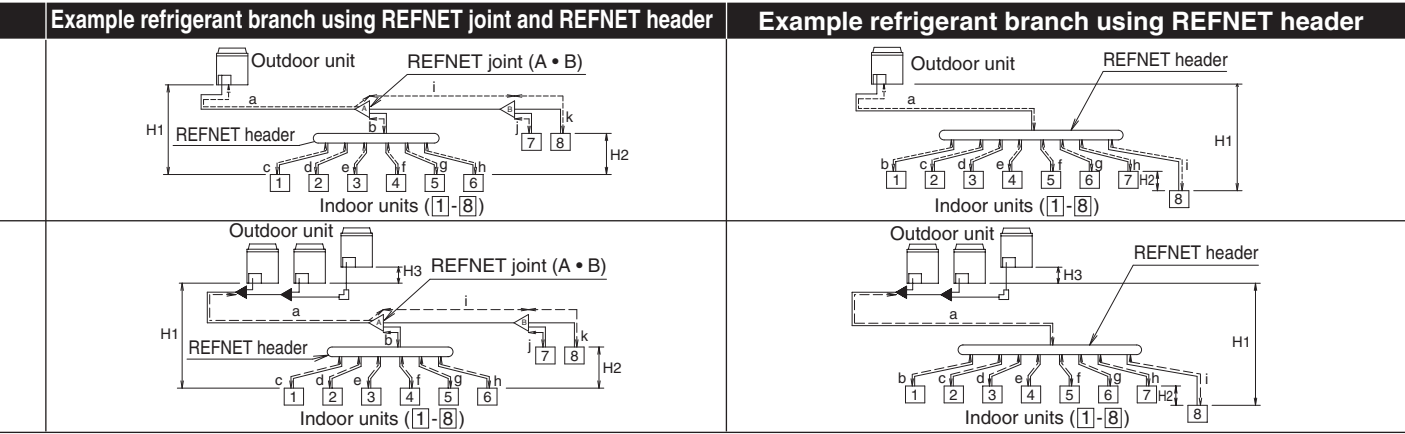 Example refrigerant branch using REFNET joint and REFNET header
Example refrigerant branch using REFNET header
Outdoor unit
REFNET joint (A • B)
i
a
A
B
H1
REFNET header
b
j
k
7
8
H2
c
d
e
f
g
h
1
2
3
4
5
6
Indoor units (1-8)
Outdoor unit
REFNET header
a
H1
b
c
d
e
f
g
h
i
1
2
3
4
5
6
7
H2
8
Indoor units (1-8)
Outdoor unit
H3
REFNET joint (A • B)
i
a
A
B
H1
REFNET header
b
j
k
7
8
H2
c
d
e
f
g
h
1
2
3
4
5
6
Indoor units (1-8)
Outdoor unit
H3
REFNET header
a
H1
b
c
d
e
f
g
h
i
1
2
3
4
5
6
7
H2
8
Indoor units (1-8)